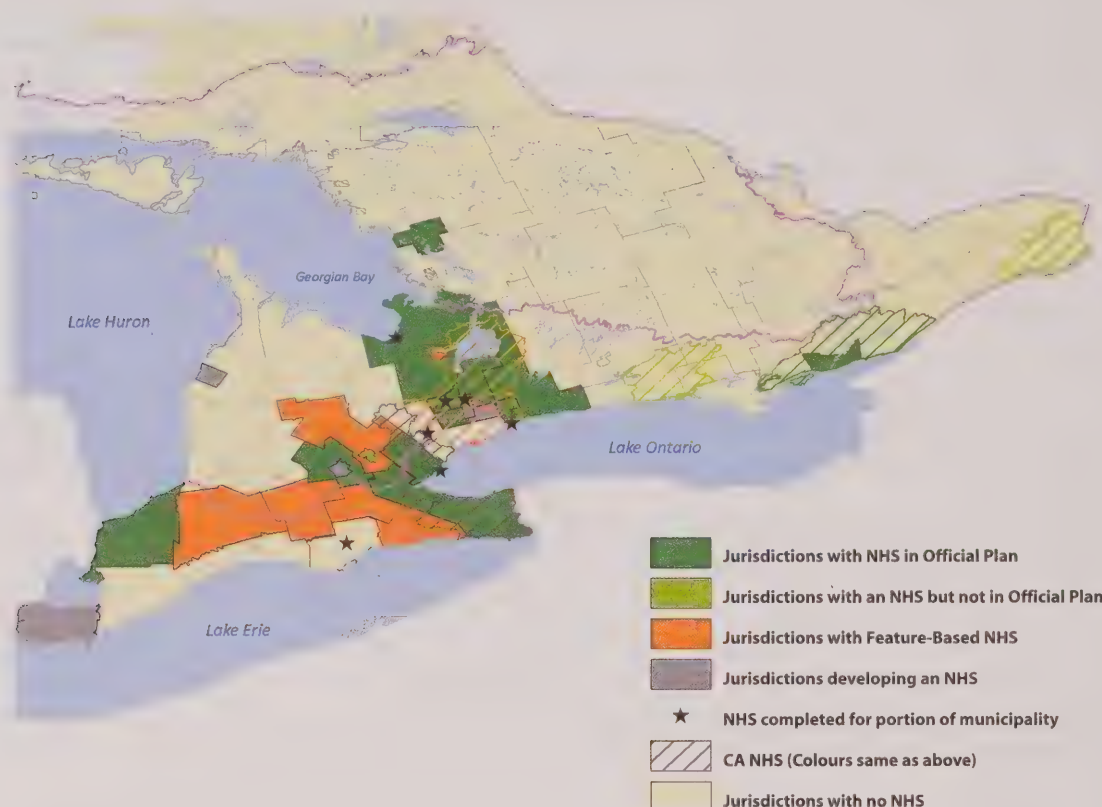 Georgian Bay
Lake Huron
Lake Ontario
Lake Erie
Jurisdictions with NHS in Official Plan
Jurisdictions with an NHS but not in Official Plan
Jurisdictions with Feature-Based NHS
Jurisdictions developing an NHS
NHS completed for portion of municipality
CA NHS (Colours same as above)
Jurisdictions with no NHS